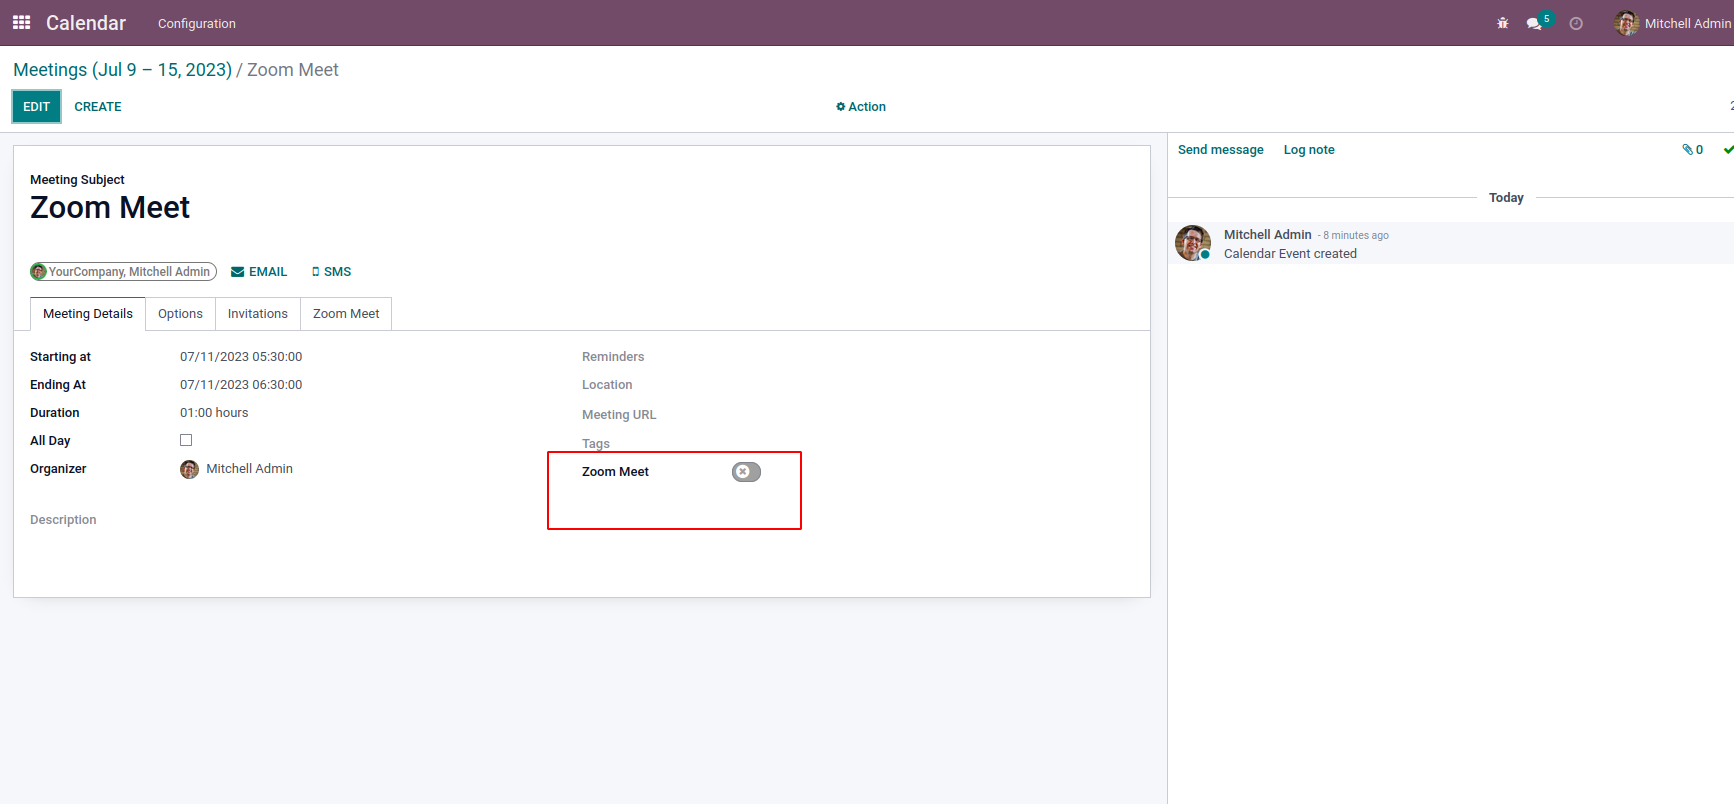 Calendar Configuration 5 Mitchell Admin
Meetings (Jul 9 – 15, 2023) / Zoom Meet
EDIT CREATE Action
Send message Log note 0
Meeting Subject
Zoom Meet
Today
Mitchell Admin - 8 minutes ago
Calendar Event created
YourCompany, Mitchell Admin EMAIL SMS
Meeting Details Options Invitations Zoom Meet
Starting at 07/11/2023 05:30:00 Reminders
Ending At 07/11/2023 06:30:00 Location
Duration 01:00 hours Meeting URL
All Day Tags
Organizer Mitchell Admin Zoom Meet
Description